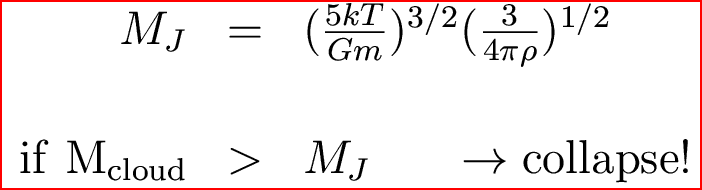 M_J = (5kT/Gm)^{3/2}(3/4πρ)^{1/2}
if M_cloud > M_J → collapse!